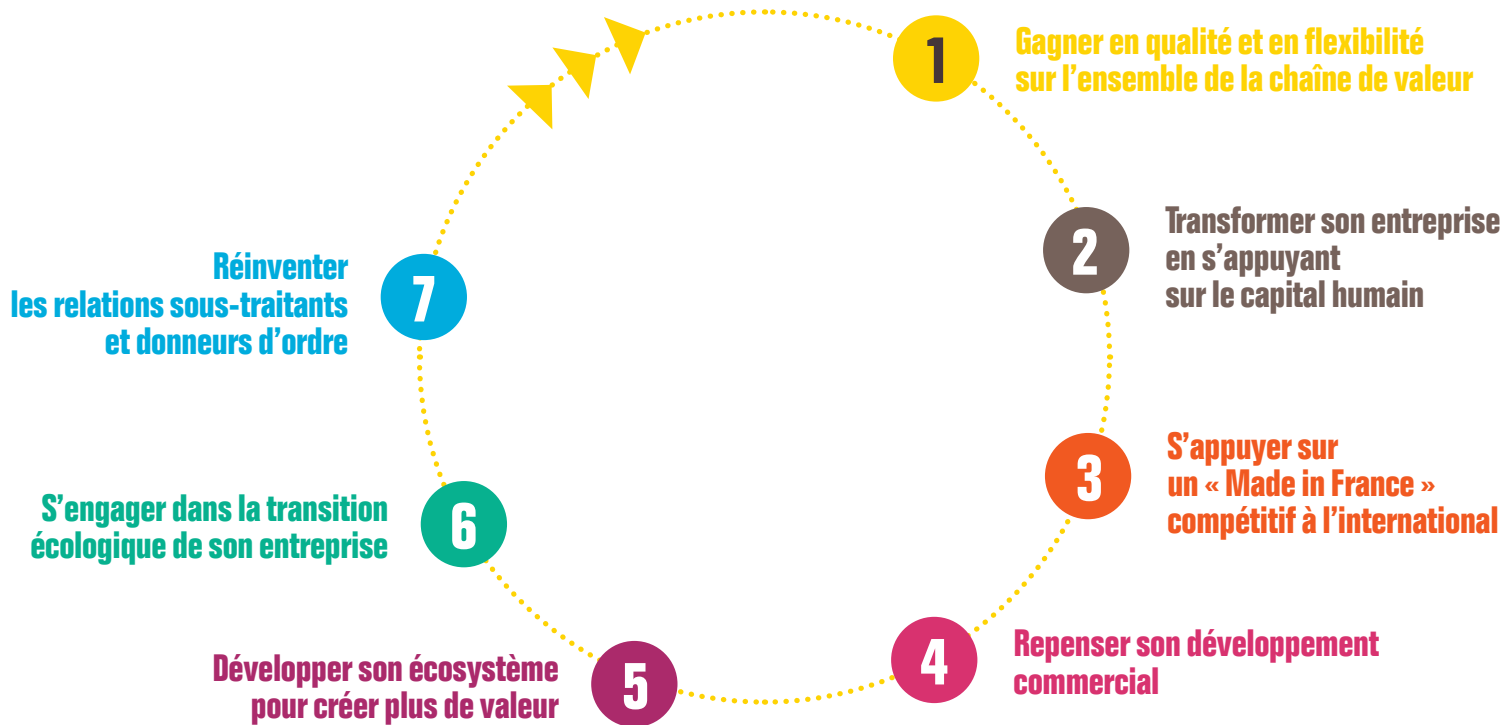 1
Gagner en qualité et en flexibilité
sur l’ensemble de la chaîne de valeur
2
Transformer son entreprise
en s’appuyant
sur le capital humain
3
S’appuyer sur
un « Made in France »
compétitif à l’international
4
Repenser son développement
commercial
5
Développer son écosystème
pour créer plus de valeur
6
S’engager dans la transition
écologique de son entreprise
7
Réinventer
les relations sous-traitants
et donneurs d’ordre